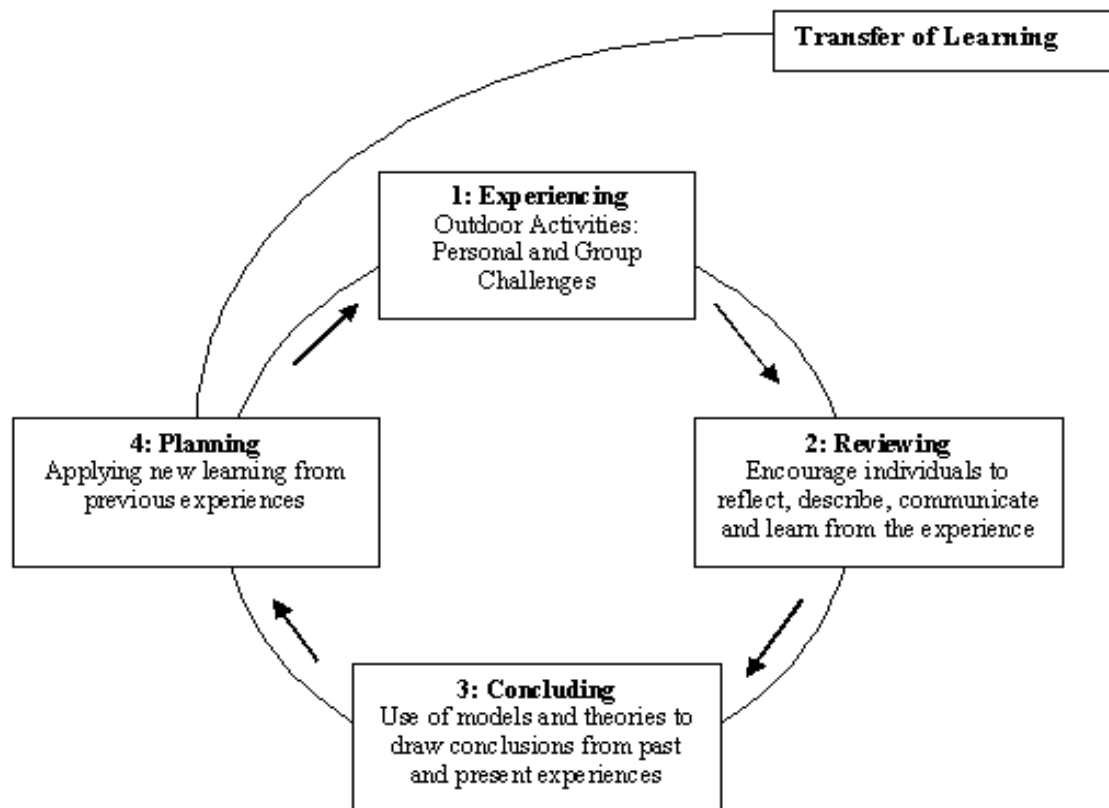 Transfer of Learning
1: Experiencing
Outdoor Activities:
Personal and Group
Challenges
4: Planning
Applying new learning from
previous experiences
2: Reviewing
Encourage individuals to
reflect, describe, communicate
and learn from the experience
3: Concluding
Use of models and theories to
draw conclusions from past
and present experiences